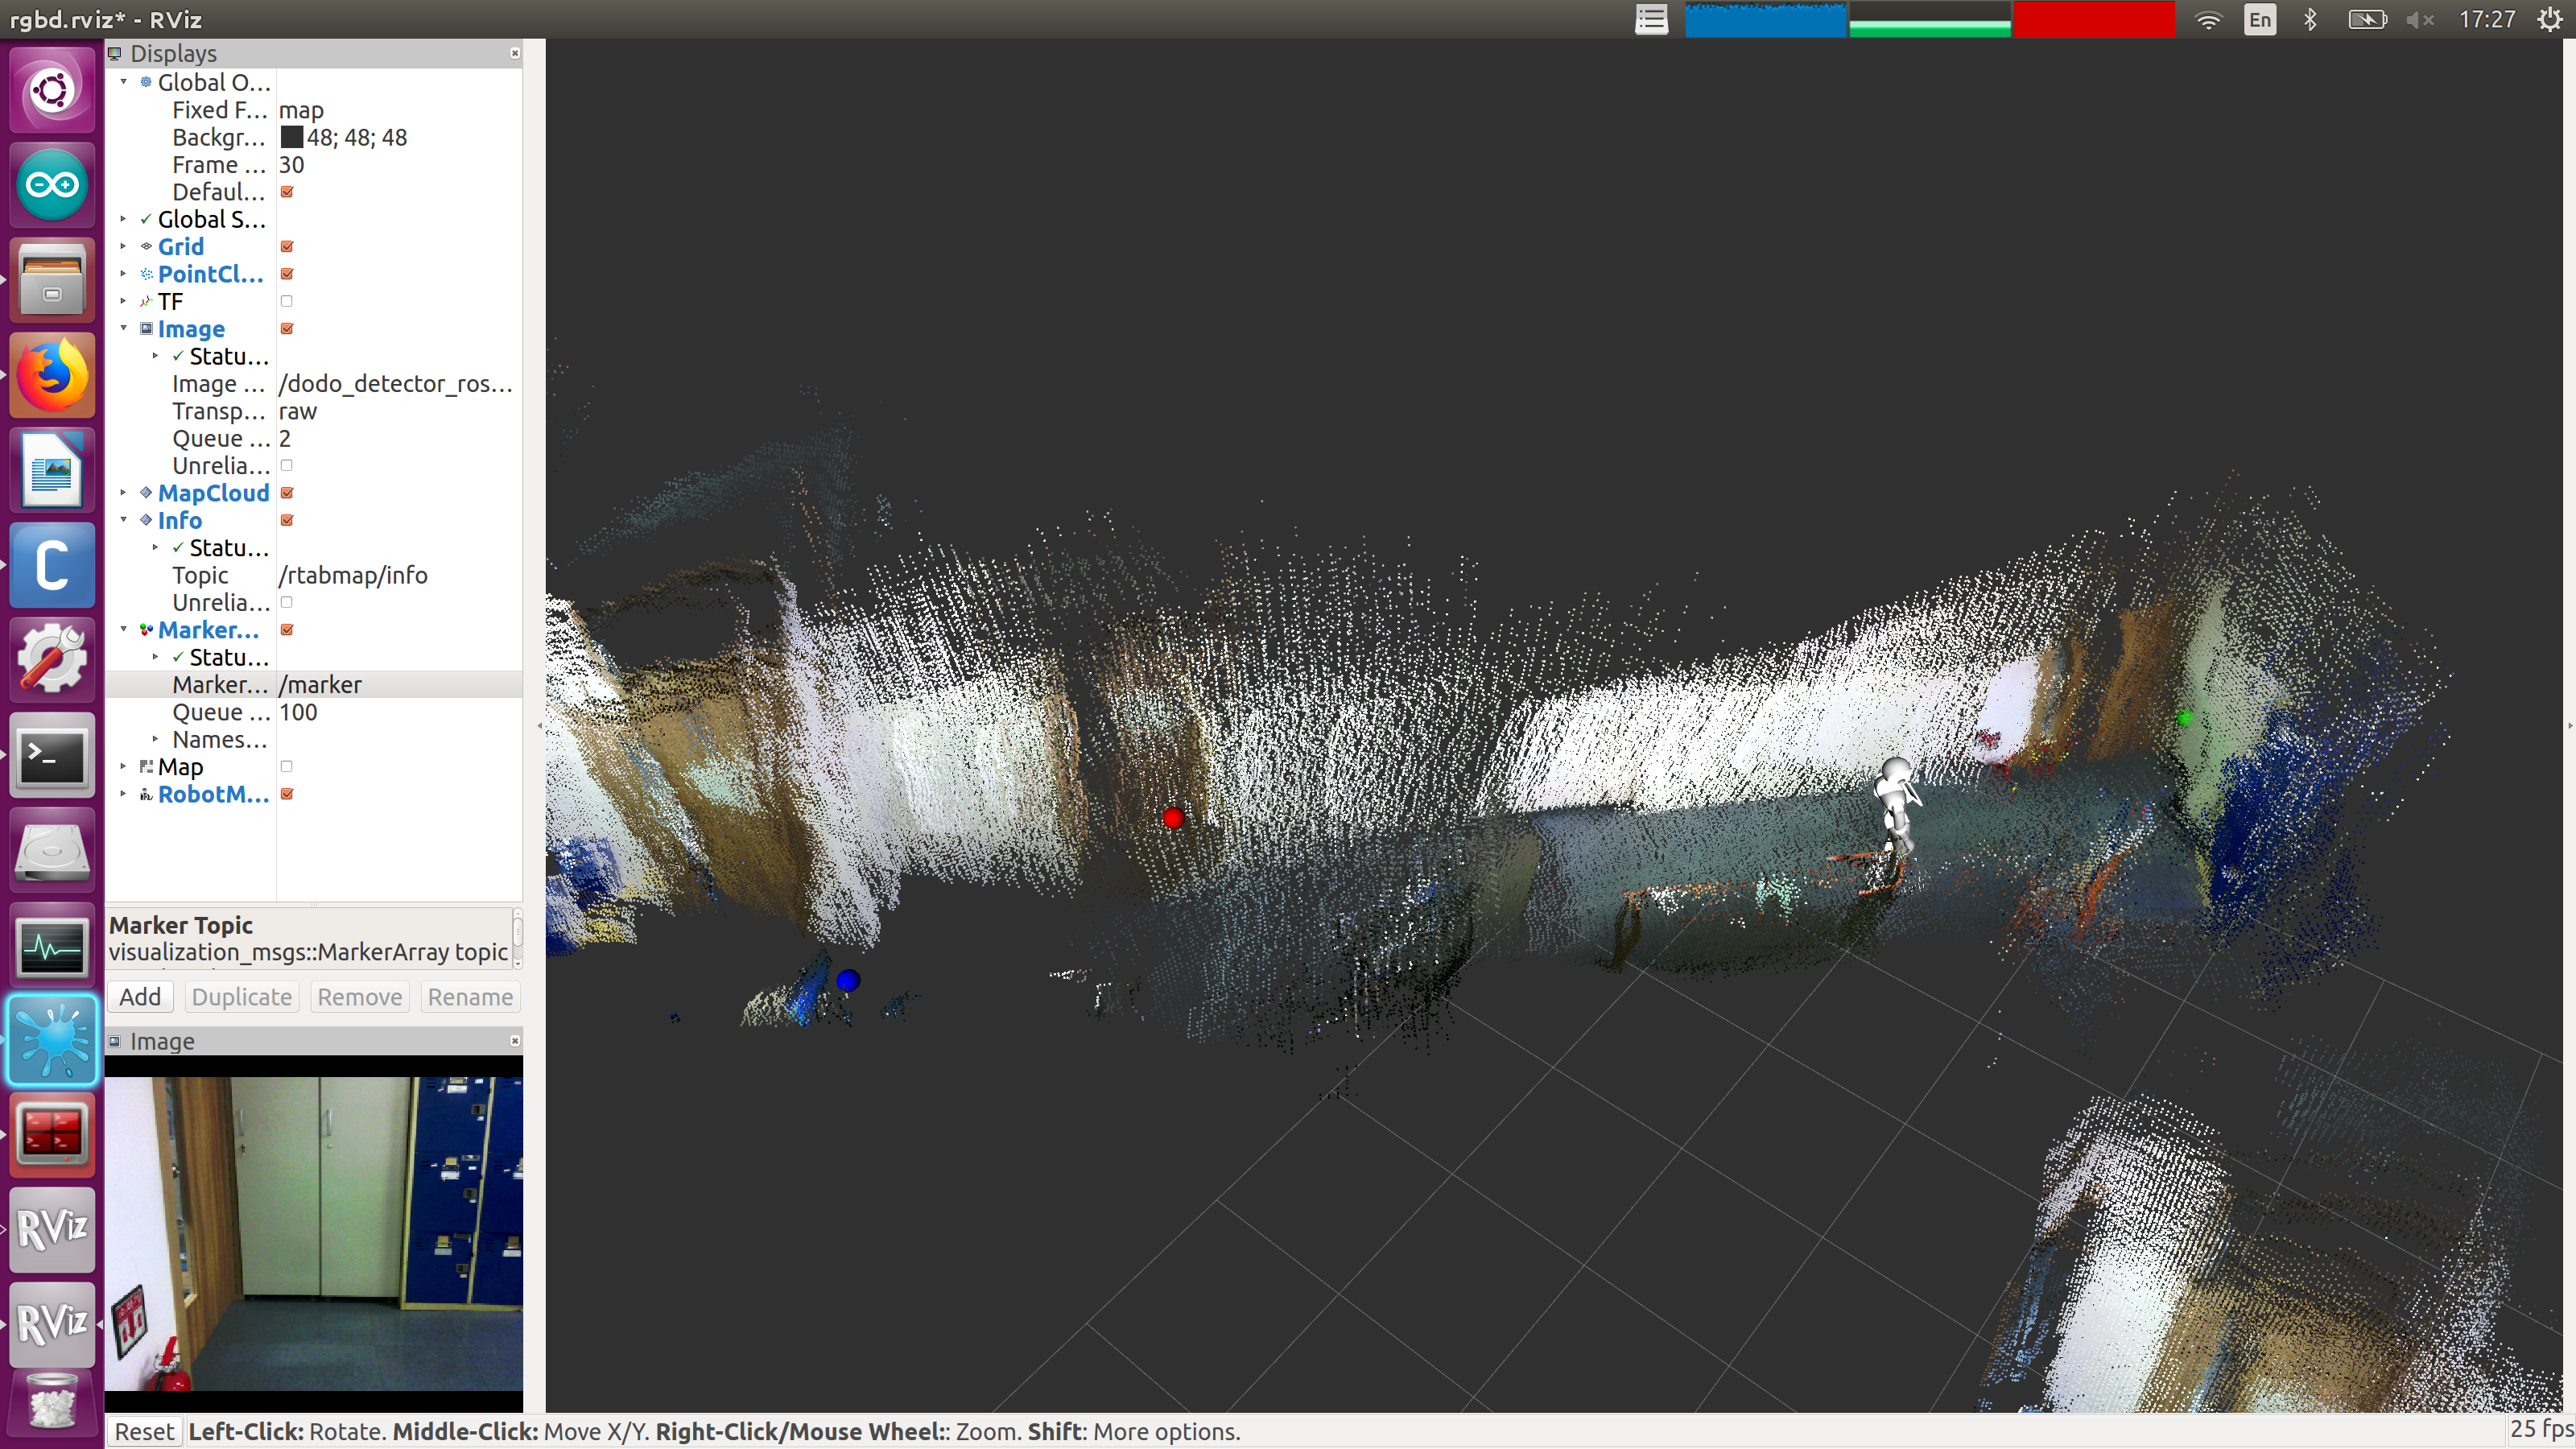 rgbd.rviz* - RViz
En
17:27
Displays
Global O...
Fixed F... map
Backgr... 48; 48; 48
Frame ... 30
Defaul...
Global S...
Grid
PointCl...
TF
Image
Statu...
Image ... /dodo_detector_ros...
Transp... raw
Queue ... 2
Unrelia...
MapCloud
Info
Statu...
Topic /rtabmap/info
Unrelia...
Marker...
Statu...
Marker... /marker
Queue ... 100
Names...
Map
RobotM...
Marker Topic
visualization_msgs::MarkerArray topic
Add Duplicate Remove Rename
Image
C
RViz
RViz
Reset Left-Click: Rotate. Middle-Click: Move X/Y. Right-Click/Mouse Wheel:: Zoom. Shift: More options.
25 fps